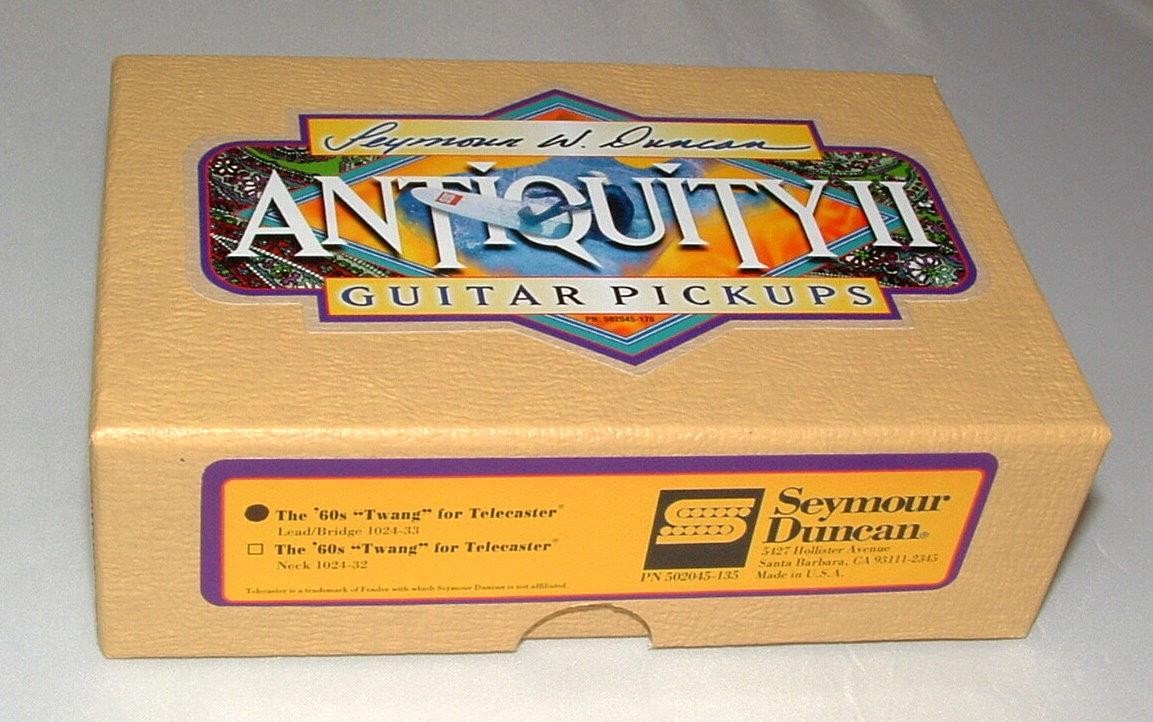 Seymour W. Duncan
ANTIQUITY II
GUITAR PICKUPS
PN: 502045-170
The '60s "Twang" for Telecaster®
Lead/Bridge 1024-33
The '60s "Twang" for Telecaster®
Neck 1024-32
Telecaster is a trademark of Fender with which Seymour Duncan is not affiliated.
PN 502045-135
Seymour
Duncan®
5427 Hollister Avenue
Santa Barbara, CA 93111-2345
Made in U.S.A.